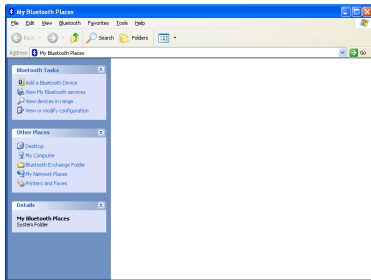 My Bluetooth Places
File Edit View Bluetooth Favorites Tools Help
Back Search Folders
Address My Bluetooth Places Go
Bluetooth Tasks
Add a Bluetooth Device
View My Bluetooth services
View devices in range
View or modify configuration
Other Places
Desktop
My Computer
Bluetooth Exchange Folder
My Network Places
Printers and Faxes
Details
My Bluetooth Places
System Folder